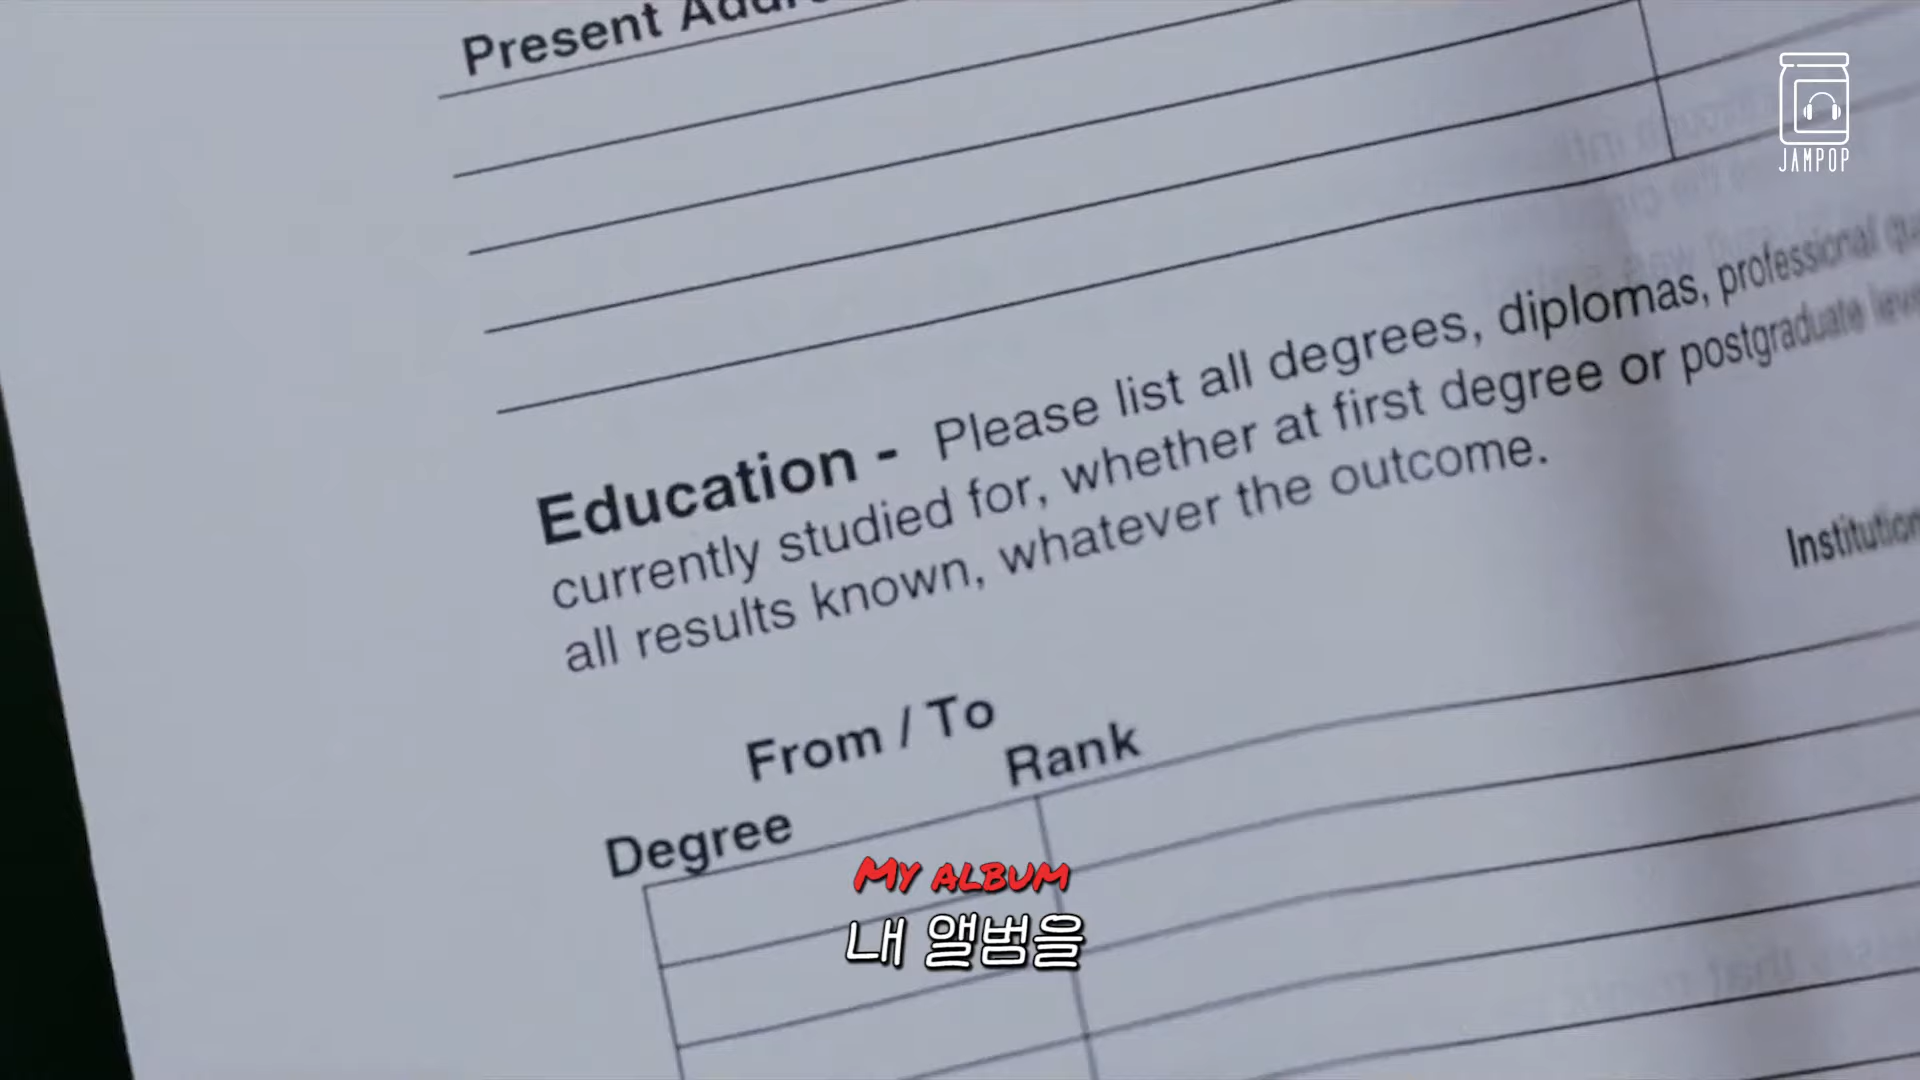 Present
JAMPOP
Education - Please list all degrees, diplomas, professional
currently studied for, whether at first degree or postgraduate
all results known, whatever the outcome.
Institution
From / To
Rank
Degree
My album
내 앨범을